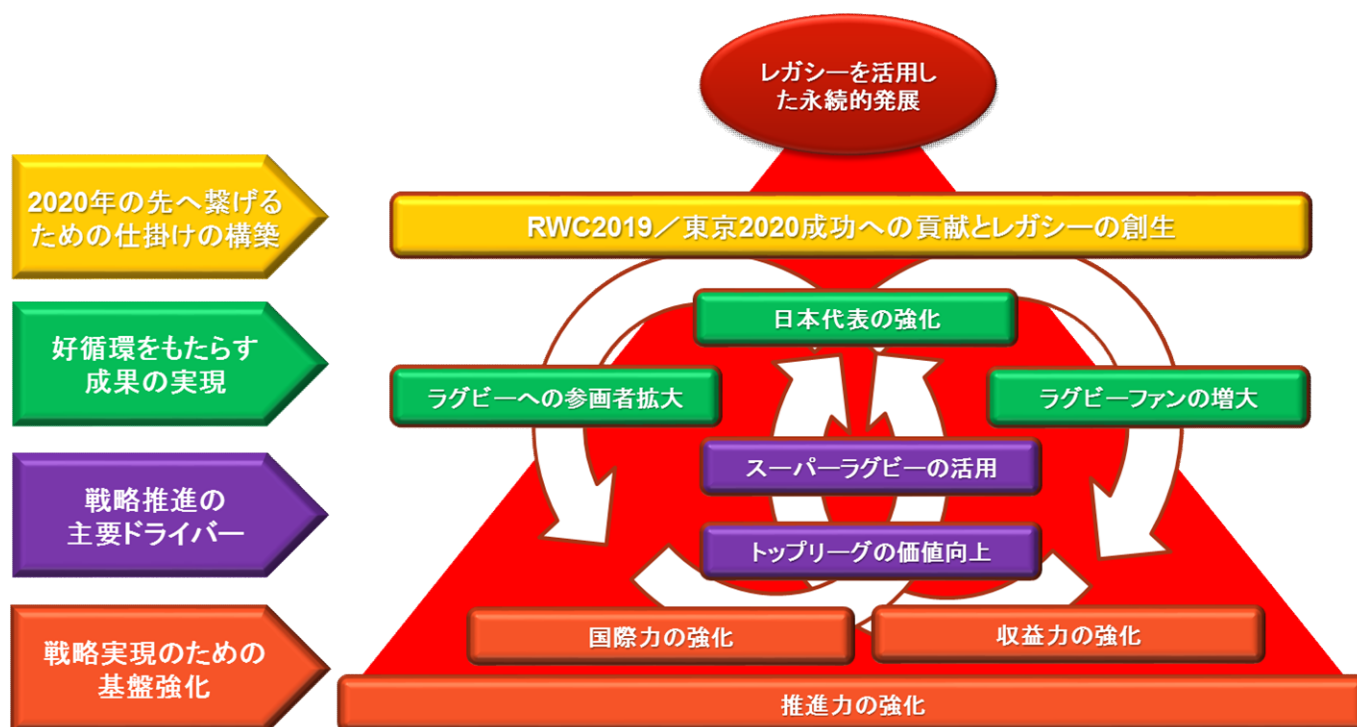 レガシーを活用し
た永続的発展
2020年の先へ繋げる
ための仕掛けの構築
RWC2019／東京2020成功への貢献とレガシーの創生
好循環をもたらす
成果の実現
日本代表の強化
ラグビーへの参画者拡大
ラグビーファンの増大
戦略推進の
主要ドライバー
スーパーラグビーの活用
トップリーグの価値向上
戦略実現のための
基盤強化
国際力の強化
収益力の強化
推進力の強化